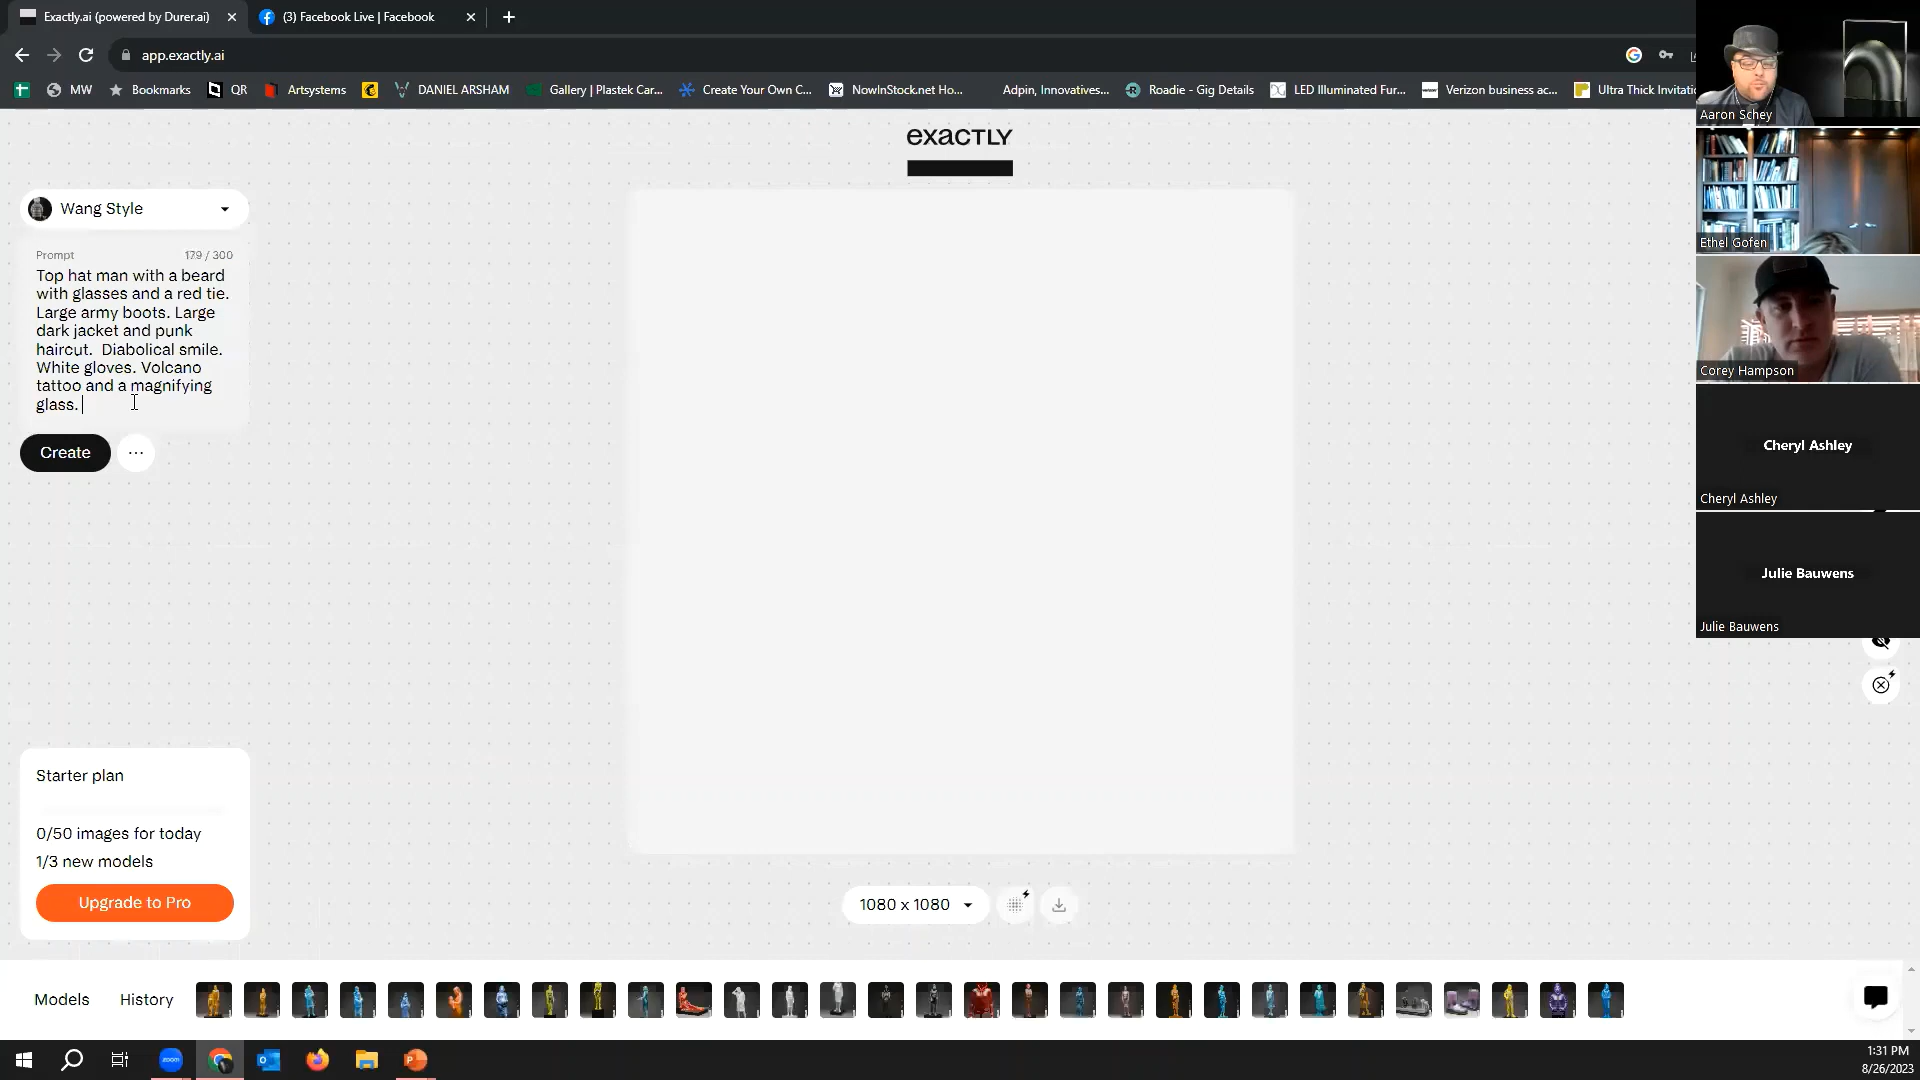 Exactly.ai (powered by Durer.ai)
(3) Facebook Live | Facebook
app.exactly.ai
MW
Bookmarks
QR
Artsystems
DANIEL ARSHAM
Gallery | Plastek Car...
Create Your Own C...
NowInStock.net Ho...
Adpin, Innovatives...
Roadie - Gig Details
LED Illuminated Fur...
Verizon business ac...
Ultra Thick Invitatio
Aaron Schey
Ethel Gofen
Corey Hampson
Cheryl Ashley
Cheryl Ashley
Julie Bauwens
Julie Bauwens
exactly
Wang Style
Prompt 179 / 300
Top hat man with a beard
with glasses and a red tie.
Large army boots. Large
dark jacket and punk
haircut. Diabolical smile.
White gloves. Volcano
tattoo and a magnifying
glass.
Create
Starter plan
0/50 images for today
1/3 new models
Upgrade to Pro
1080 x 1080
Models
History
zoom
1:31 PM
8/26/2023